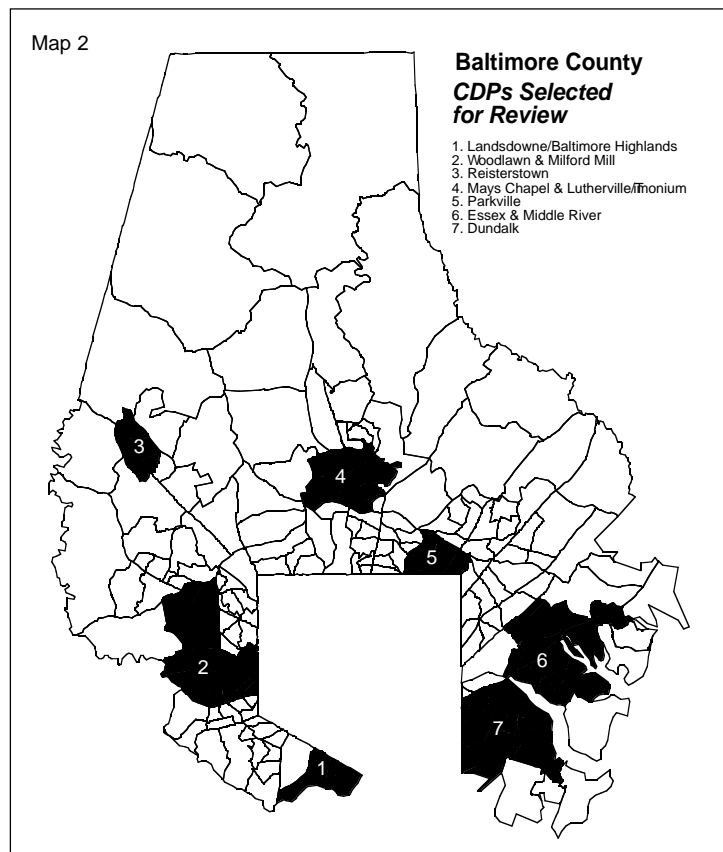 Map 2
Baltimore County
CDPs Selected
for Review
1. Landsdowne/Baltimore Highlands
2. Woodlawn & Milford Mill
3. Reisterstown
4. Mays Chapel & Lutherville/Timonium
5. Parkville
6. Essex & Middle River
7. Dundalk
3
4
5
2
6
7
1